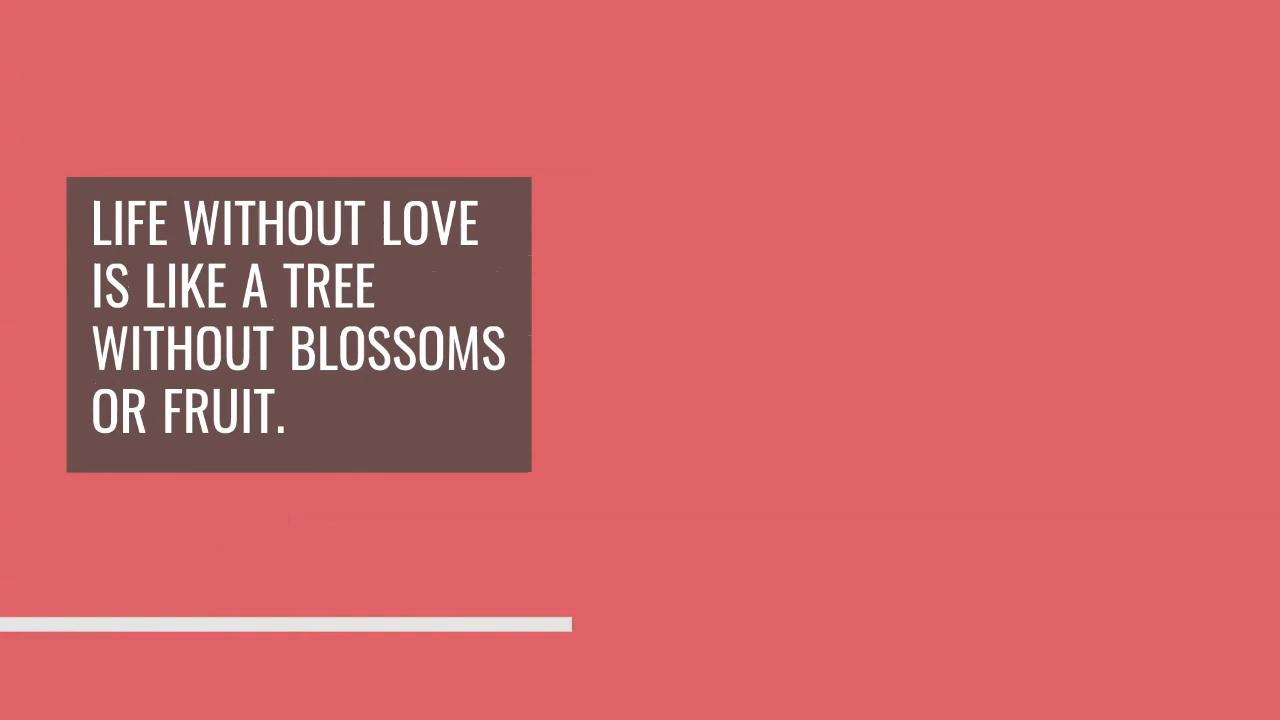 LIFE WITHOUT LOVE
IS LIKE A TREE
WITHOUT BLOSSOMS
OR FRUIT.